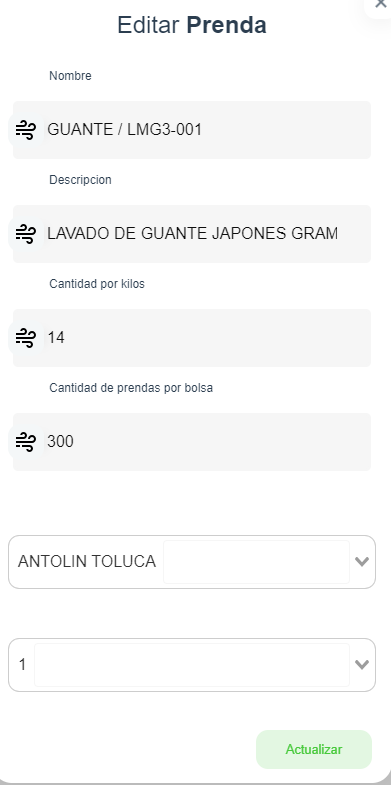 Editar Prenda
Nombre
GUANTE / LMG3-001
Descripcion
LAVADO DE GUANTE JAPONES GRAM
Cantidad por kilos
14
Cantidad de prendas por bolsa
300
ANTOLIN TOLUCA
1
Actualizar